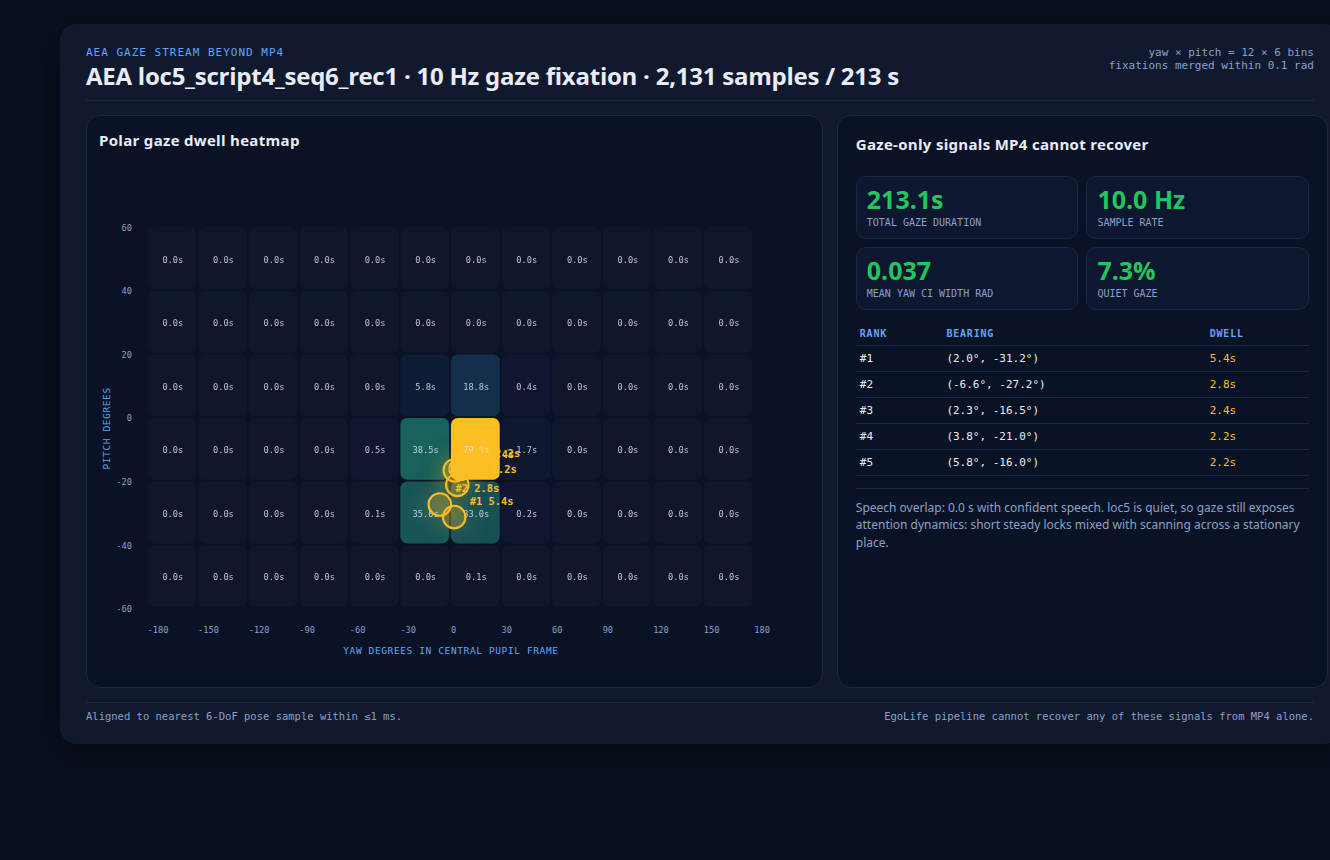 AEA GAZE STREAM BEYOND MP4
AEA loc5_script4_seq6_rec1 · 10 Hz gaze fixation · 2,131 samples / 213 s
yaw × pitch = 12 × 6 bins
fixations merged within 0.1 rad
Polar gaze dwell heatmap
60
0.0s 0.0s 0.0s 0.0s 0.0s 0.0s 0.0s 0.0s 0.0s 0.0s 0.0s 0.0s
40
0.0s 0.0s 0.0s 0.0s 0.0s 0.0s 0.0s 0.0s 0.0s 0.0s 0.0s 0.0s
20
0.0s 0.0s 0.0s 0.0s 0.0s 5.8s 18.8s 0.4s 0.0s 0.0s 0.0s 0.0s
0
0.0s 0.0s 0.0s 0.0s 0.5s 38.5s 1.7s 0.0s 0.0s 0.0s 0.0s
-20
#2 2.8s
#1 5.4s
0.0s 0.0s 0.0s 0.0s 0.1s 0.2s 0.0s 0.0s 0.0s 0.0s
-40
0.0s 0.0s 0.0s 0.0s 0.0s 0.0s 0.1s 0.0s 0.0s 0.0s 0.0s 0.0s
-60
-180 -150 -120 -90 -60 -30 0 30 60 90 120 150 180
PITCH DEGREES
YAW DEGREES IN CENTRAL PUPIL FRAME
Gaze-only signals MP4 cannot recover
213.1s
TOTAL GAZE DURATION
10.0 Hz
SAMPLE RATE
0.037
MEAN YAW CI WIDTH RAD
7.3%
QUIET GAZE
RANK BEARING DWELL
#1 (2.0°, -31.2°) 5.4s
#2 (-6.6°, -27.2°) 2.8s
#3 (2.3°, -16.5°) 2.4s
#4 (3.8°, -21.0°) 2.2s
#5 (5.8°, -16.0°) 2.2s
Speech overlap: 0.0 s with confident speech. loc5 is quiet, so gaze still exposes
attention dynamics: short steady locks mixed with scanning across a stationary
place.
Aligned to nearest 6-DoF pose sample within ≤1 ms.
EgoLife pipeline cannot recover any of these signals from MP4 alone.